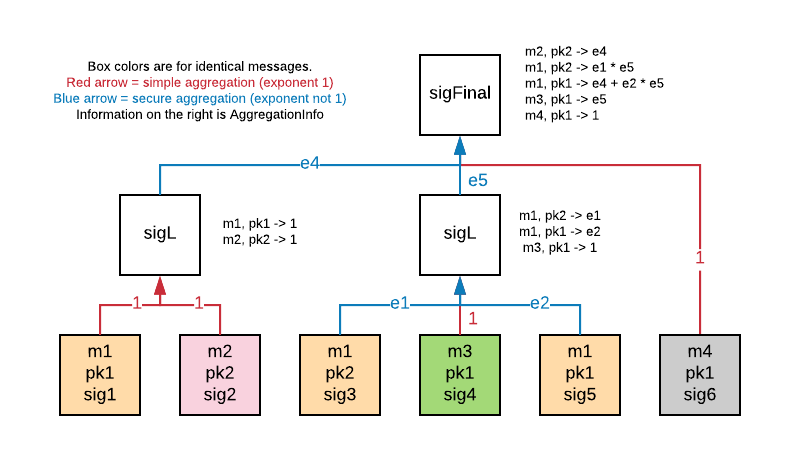 Box colors are for identical messages.
Red arrow = simple aggregation (exponent 1)
Blue arrow = secure aggregation (exponent not 1)
Information on the right is AggregationInfo
sigFinal
m2, pk2 -> e4
m1, pk2 -> e1 * e5
m1, pk1 -> e4 + e2 * e5
m3, pk1 -> e5
m4, pk1 -> 1
e4
e5
1
sigL
m1, pk1 -> 1
m2, pk2 -> 1
sigL
m1, pk2 -> e1
m1, pk1 -> e2
m3, pk1 -> 1
1
1
e1
1
e2
m1
pk1
sig1
m2
pk2
sig2
m1
pk2
sig3
m3
pk1
sig4
m1
pk1
sig5
m4
pk1
sig6